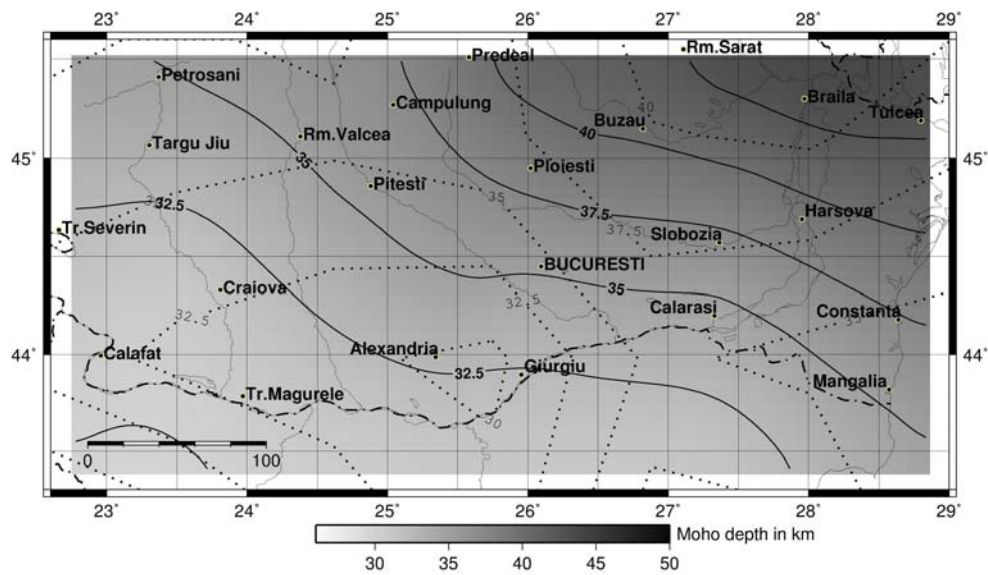 23˚ 24˚ 25˚ 26˚ 27˚ 28˚ 29˚
Rm.Sarat
Predeal
Petrosani
Braila
Campulung
40
Tulcea
Buzau
Rm.Valcea
40
Targu Jiu
45˚ 35 45˚
Ploiesti
Pitesti
35
32.5
37.5
Harsova
Tr.Severin
37.5
Slobozia
BUCURESTI
Craiova
35
32.5
32.5
Calarasi
Constanta
35
44˚ Calafat Alexandria 44˚
32.5
Giurgiu
Mangalia
Tr.Magurele
30
0 100
23˚ 24˚ 25˚ 26˚ 27˚ 28˚ 29˚
Moho depth in km
30 35 40 45 50